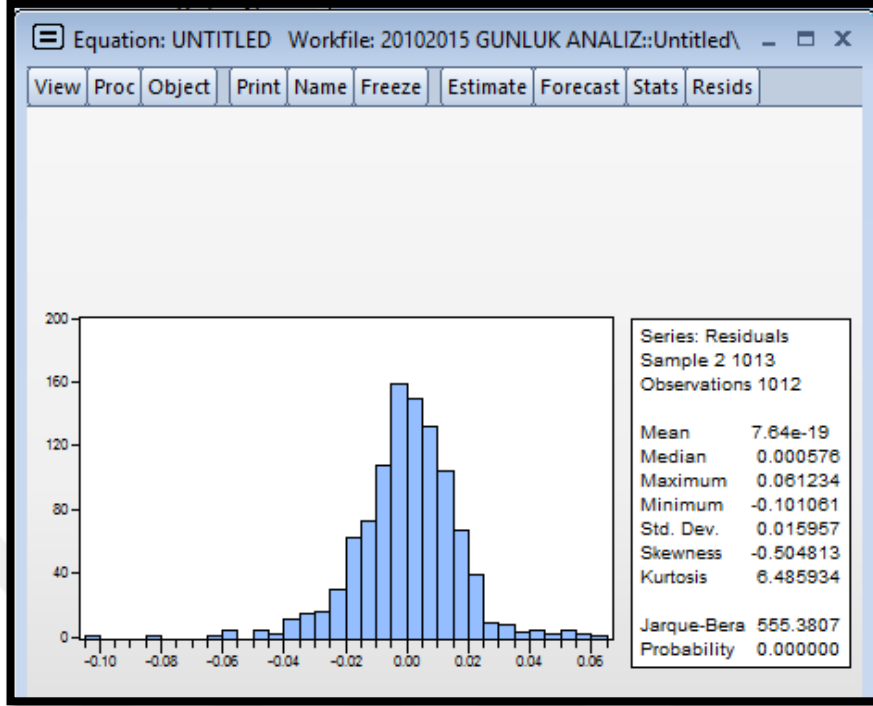 Equation: UNTITLED Workfile: 20102015 GUNLUK ANALIZ::Untitled\
View Proc Object Print Name Freeze Estimate Forecast Stats Resids
200
160
120
80
40
0
-0.10 -0.08 -0.06 -0.04 -0.02 0.00 0.02 0.04 0.06
Series: Residuals
Sample 2 1013
Observations 1012
Mean 7.64e-19
Median 0.000576
Maximum 0.061234
Minimum -0.101061
Std. Dev. 0.015957
Skewness -0.504813
Kurtosis 6.485934
Jarque-Bera 555.3807
Probability 0.000000